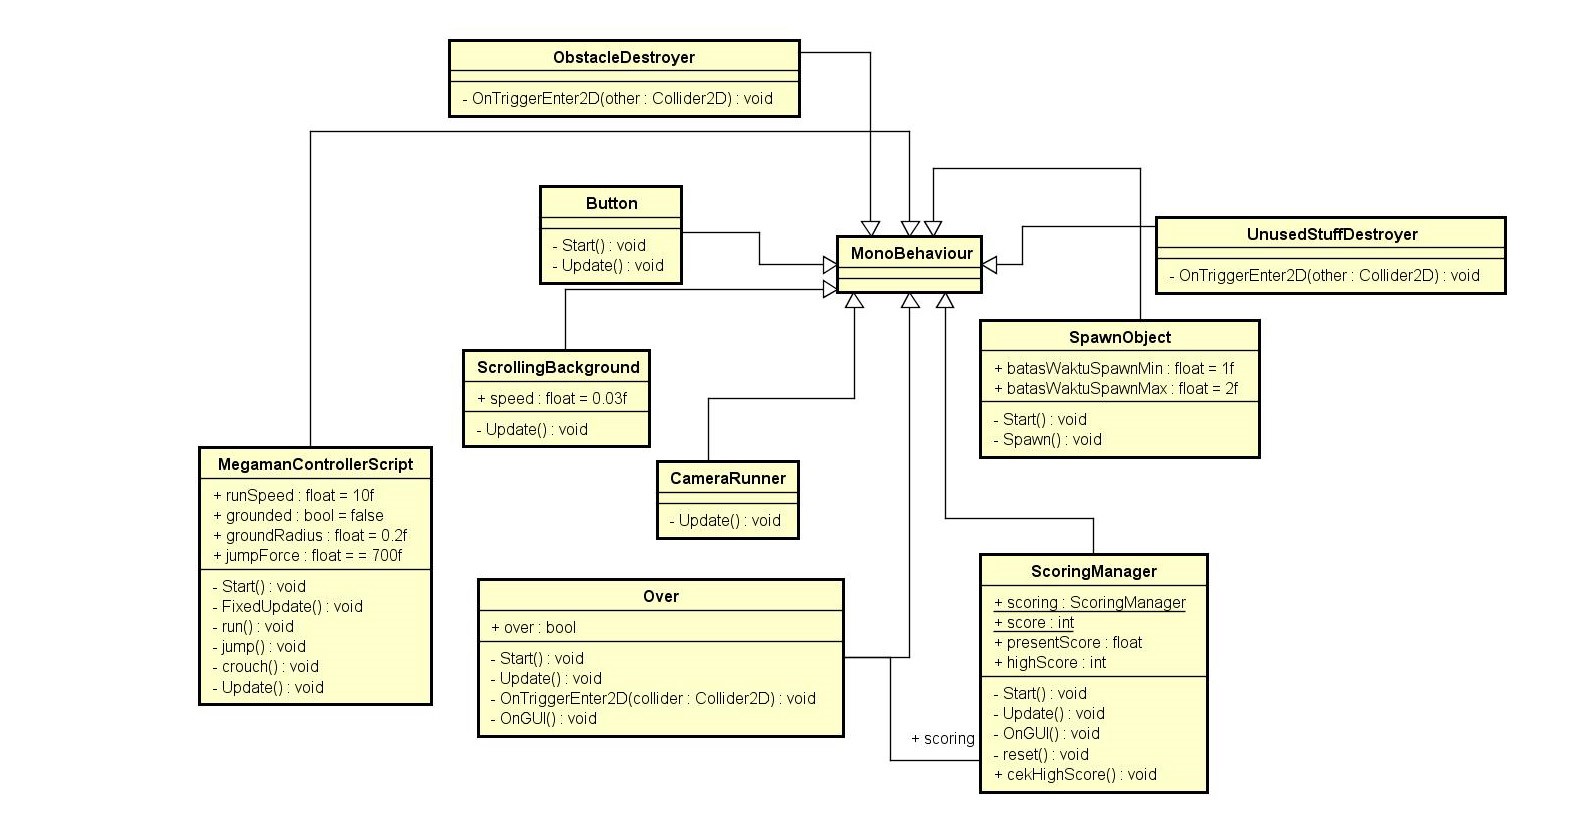 ObstacleDestroyer
- OnTriggerEnter2D(other : Collider2D) : void
Button
- Start() : void
- Update() : void
MonoBehaviour
UnusedStuffDestroyer
- OnTriggerEnter2D(other : Collider2D) : void
ScrollingBackground
+ speed : float = 0.03f
- Update() : void
SpawnObject
+ batasWaktuSpawnMin : float = 1f
+ batasWaktuSpawnMax : float = 2f
- Start() : void
- Spawn() : void
MegamanControllerScript
+ runSpeed : float = 10f
+ grounded : bool = false
+ groundRadius : float = 0.2f
+ jumpForce : float = = 700f
- Start() : void
- FixedUpdate() : void
- run() : void
- jump() : void
- crouch() : void
- Update() : void
CameraRunner
- Update() : void
Over
+ over : bool
- Start() : void
- Update() : void
- OnTriggerEnter2D(collider : Collider2D) : void
- OnGUI() : void
+ scoring
ScoringManager
+ scoring : ScoringManager
+ score : int
+ presentScore : float
+ highScore : int
- Start() : void
- Update() : void
- OnGUI() : void
- reset() : void
+ cekHighScore() : void